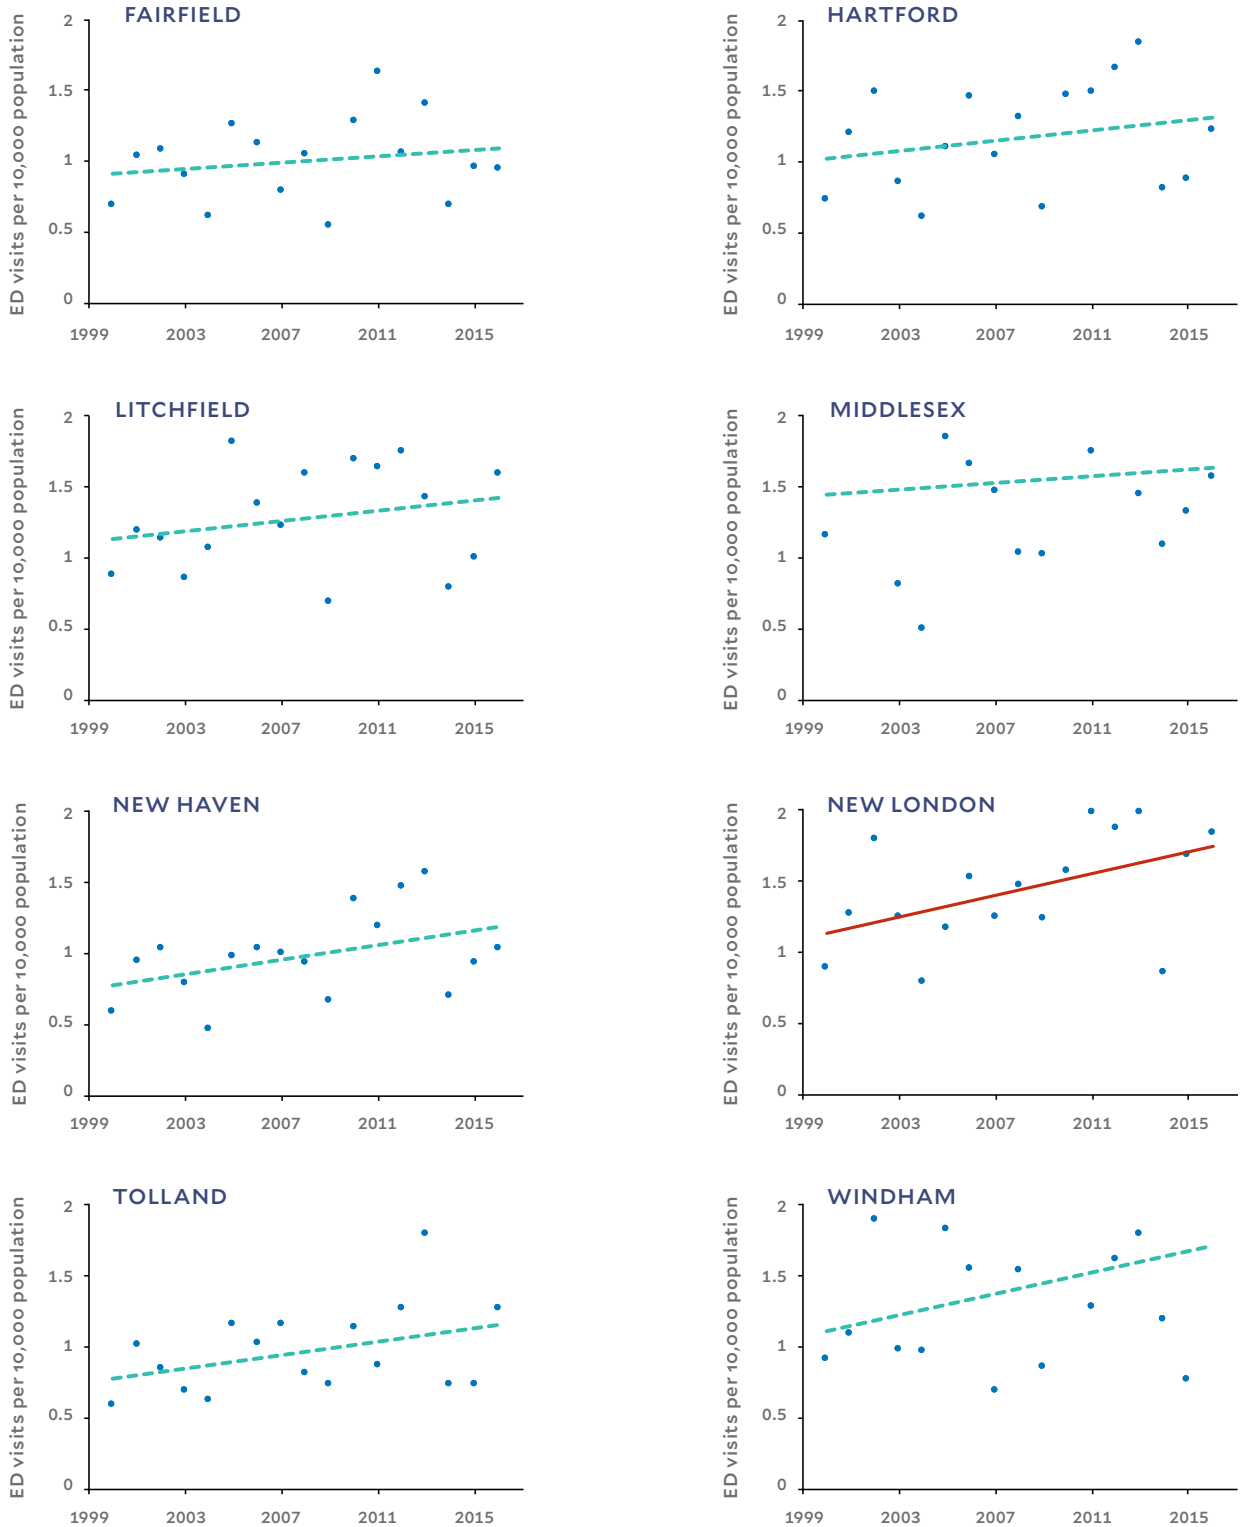 FAIRFIELD
ED visits per 10,000 population
2
1.5
1
0.5
0
1999 2003 2007 2011 2015
HARTFORD
ED visits per 10,000 population
2
1.5
1
0.5
0
1999 2003 2007 2011 2015
LITCHFIELD
ED visits per 10,000 population
2
1.5
1
0.5
0
1999 2003 2007 2011 2015
MIDDLESEX
ED visits per 10,000 population
2
1.5
1
0.5
0
1999 2003 2007 2011 2015
NEW HAVEN
ED visits per 10,000 population
2
1.5
1
0.5
0
1999 2003 2007 2011 2015
NEW LONDON
ED visits per 10,000 population
2
1.5
1
0.5
0
1999 2003 2007 2011 2015
TOLLAND
ED visits per 10,000 population
2
1.5
1
0.5
0
1999 2003 2007 2011 2015
WINDHAM
ED visits per 10,000 population
2
1.5
1
0.5
0
1999 2003 2007 2011 2015